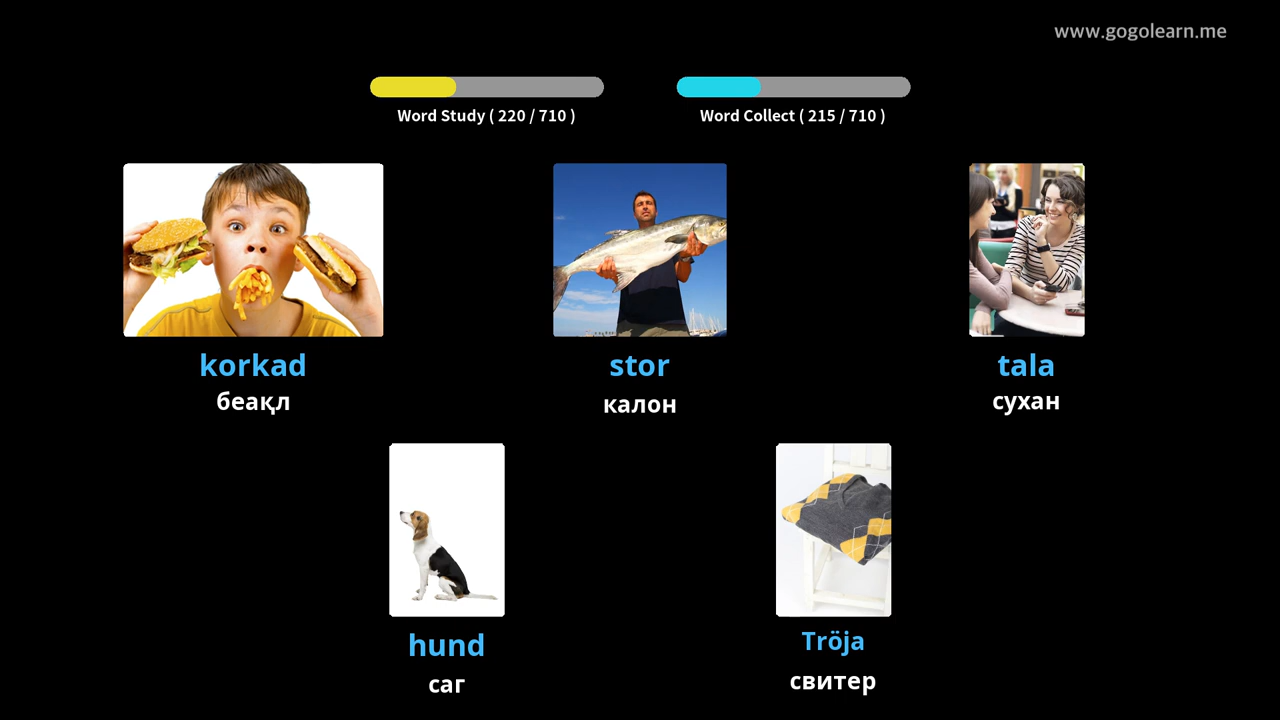 www.gogolearn.me
Word Study ( 220 / 710 )
Word Collect ( 215 / 710 )
korkad
беақл
stor
калон
tala
сухан
hund
саг
Tröja
свитер